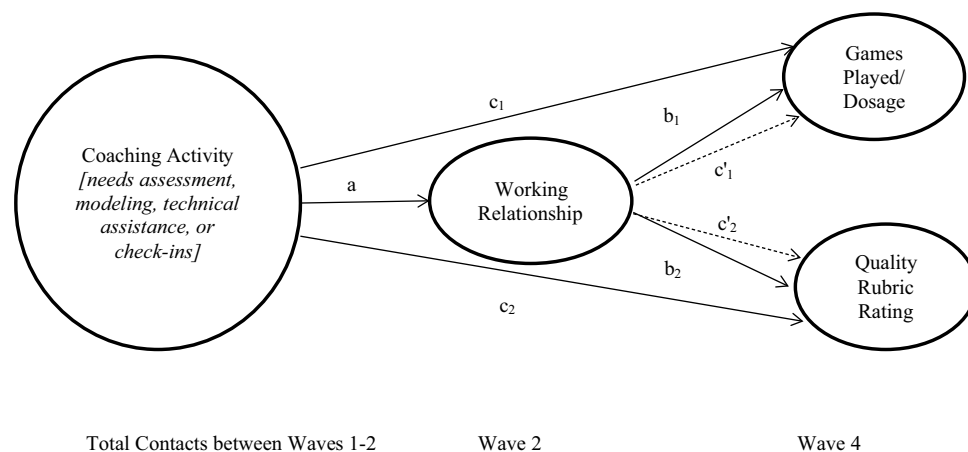 Games
Played/
Dosage
c₁
b₁
Coaching Activity
[needs assessment,
modeling, technical
assistance, or
check-ins]
a
Working
Relationship
c'₁
c'₂
b₂
Quality
Rubric
Rating
c₂
Total Contacts between Waves 1-2
Wave 2
Wave 4